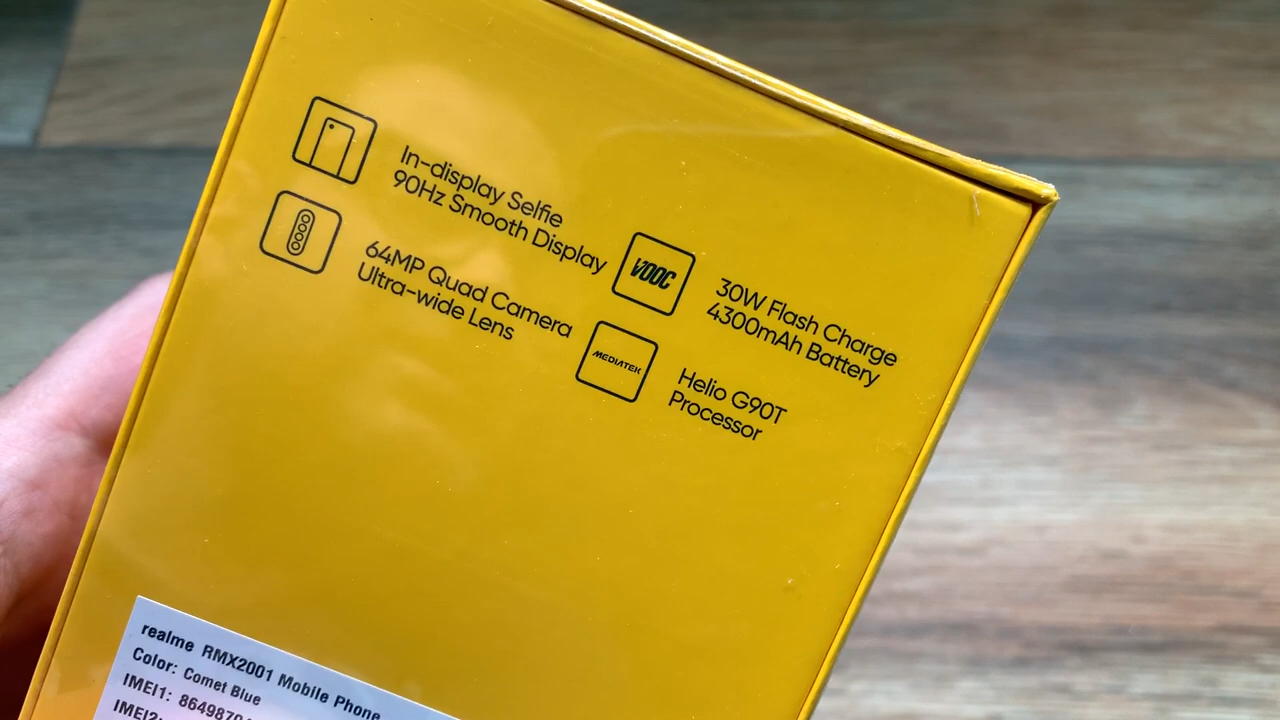 In-display Selfie
90Hz Smooth Display
64MP Quad Camera
Ultra-wide Lens
VOOC
30W Flash Charge
4300mAh Battery
MEDIATEK
Helio G90T
Processor
realme RMX2001 Mobile Phone
Color: Comet Blue
IMEI1:
IMEI2: